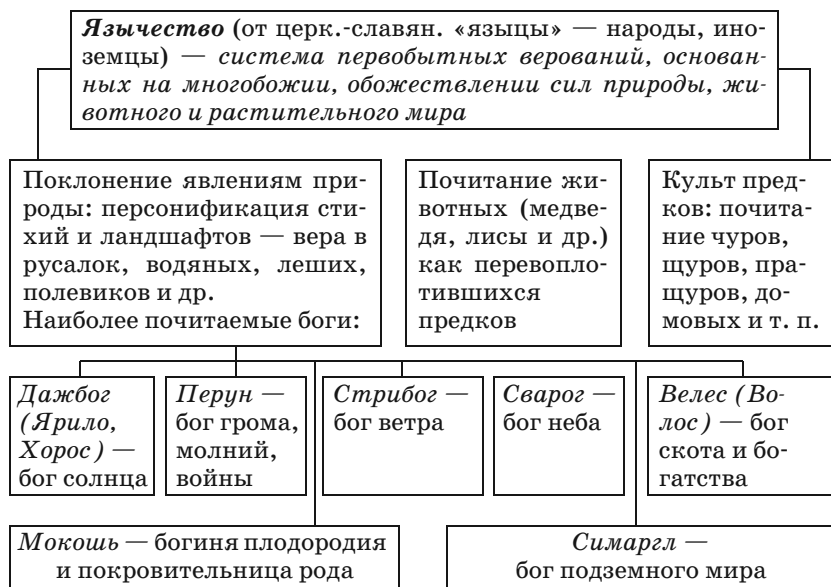 Язычество (от церк.-славян. «языцы» — народы, ино-
земцы) — система первобытных верований, основан-
ных на многобожии, обожествлении сил природы, жи-
вотного и растительного мира
Поклонение явлениям при-
роды: персонификация сти-
хий и ландшафтов — вера в
русалок, водяных, леших,
полевиков и др.
Наиболее почитаемые боги:
Почитание жи-
вотных (медве-
дя, лисы и др.)
как перевопло-
тившихся
предков
Культ пред-
ков: почита-
ние чуров,
щуров, пра-
щуров, до-
мовых и т. п.
Дажбог
(Ярило,
Хорос) —
бог солнца
Перун —
бог грома,
молний,
войны
Стрибог —
бог ветра
Сварог —
бог неба
Велес (Во-
лос) — бог
скота и бо-
гатства
Мокошь — богиня плодородия
и покровительница рода
Симаргл —
бог подземного мира